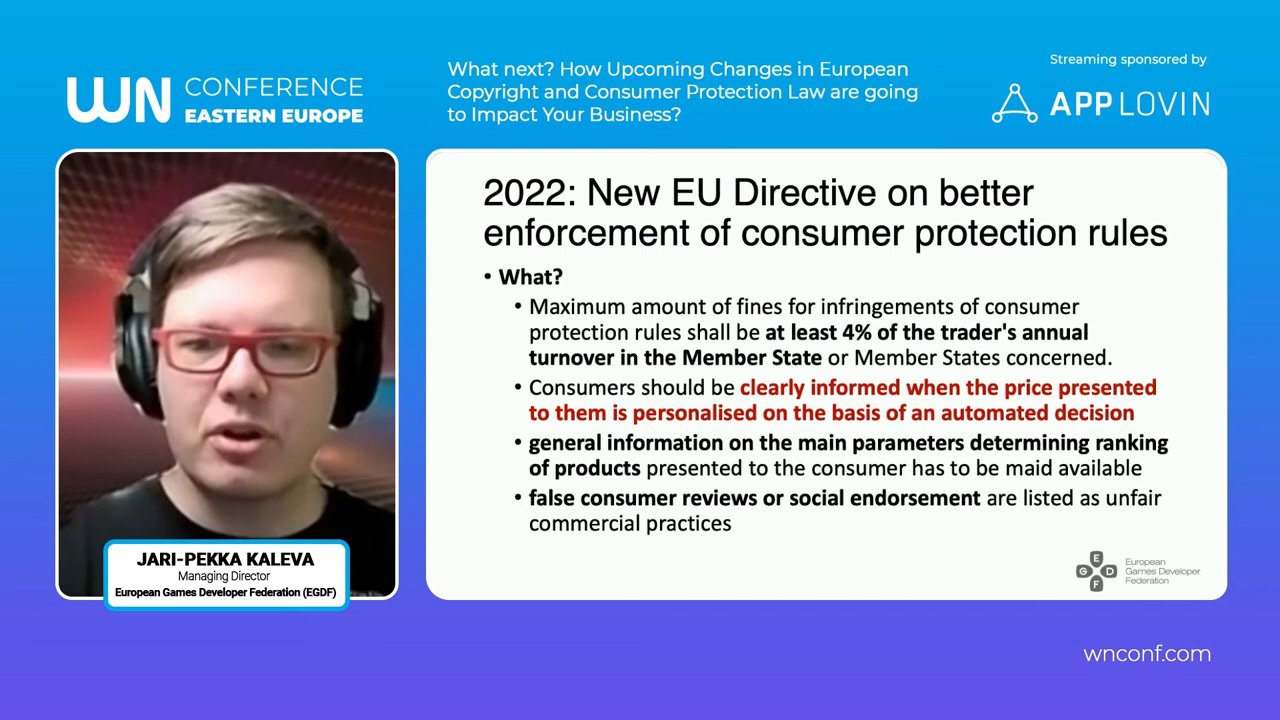 WN CONFERENCE
EASTERN EUROPE
What next? How Upcoming Changes in European
Copyright and Consumer Protection Law are going
to Impact Your Business?
Streaming sponsored by
APPLOVIN
2022: New EU Directive on better
enforcement of consumer protection rules
• What?
• Maximum amount of fines for infringements of consumer
protection rules shall be at least 4% of the trader's annual
turnover in the Member State or Member States concerned.
• Consumers should be clearly informed when the price presented
to them is personalised on the basis of an automated decision
• general information on the main parameters determining ranking
of products presented to the consumer has to be maid available
• false consumer reviews or social endorsement are listed as unfair
commercial practices
JARI-PEKKA KALEVA
Managing Director
European Games Developer Federation (EGDF)
E
G D
F
European
Games Developer
Federation
wnconf.com